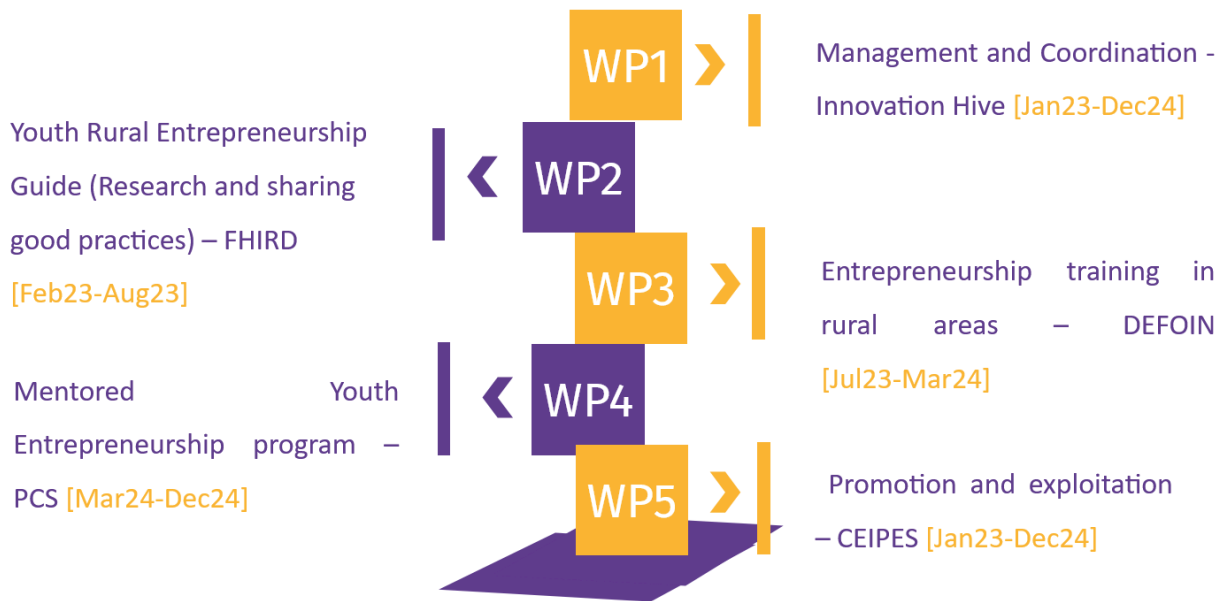 WP1
Management and Coordination -
Innovation Hive [Jan23-Dec24]
Youth Rural Entrepreneurship
Guide (Research and sharing
good practices) – FHIRD
[Feb23-Aug23]
WP2
WP3
Entrepreneurship training in
rural areas – DEFOIN
[Jul23-Mar24]
Mentored Youth
Entrepreneurship program –
PCS [Mar24-Dec24]
WP4
WP5
Promotion and exploitation
– CEIPES [Jan23-Dec24]